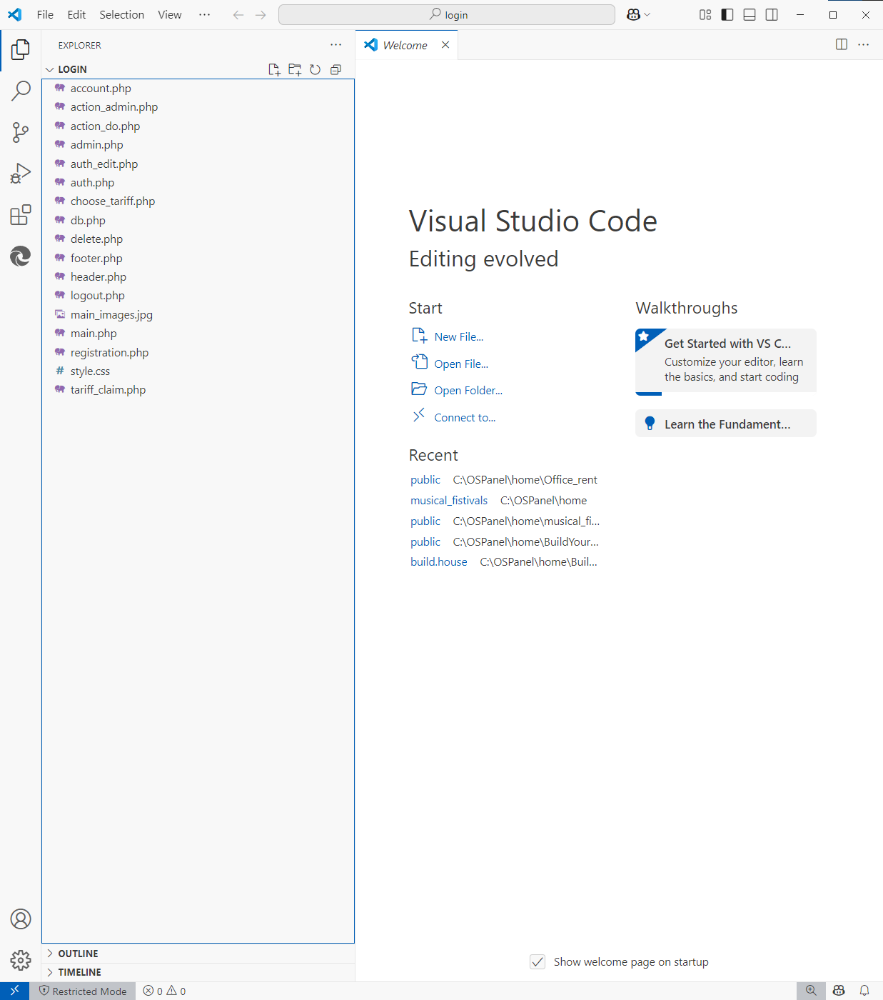 File Edit Selection View ···
login
EXPLORER
LOGIN
account.php
action_admin.php
action_do.php
admin.php
auth_edit.php
auth.php
choose_tariff.php
db.php
delete.php
footer.php
header.php
logout.php
main_images.jpg
main.php
registration.php
# style.css
tariff_claim.php
OUTLINE
TIMELINE
Welcome
Visual Studio Code
Editing evolved
Start
New File...
Open File...
Open Folder...
Connect to...
Recent
public C:\OSPanel\home\Office_rent
musical_fistivals C:\OSPanel\home
public C:\OSPanel\home\musical_fi...
public C:\OSPanel\home\BuildYour...
build.house C:\OSPanel\home\Buil...
Walkthroughs
Get Started with VS C...
Customize your editor, learn
the basics, and start coding
Learn the Fundament...
Show welcome page on startup
Restricted Mode 0 0